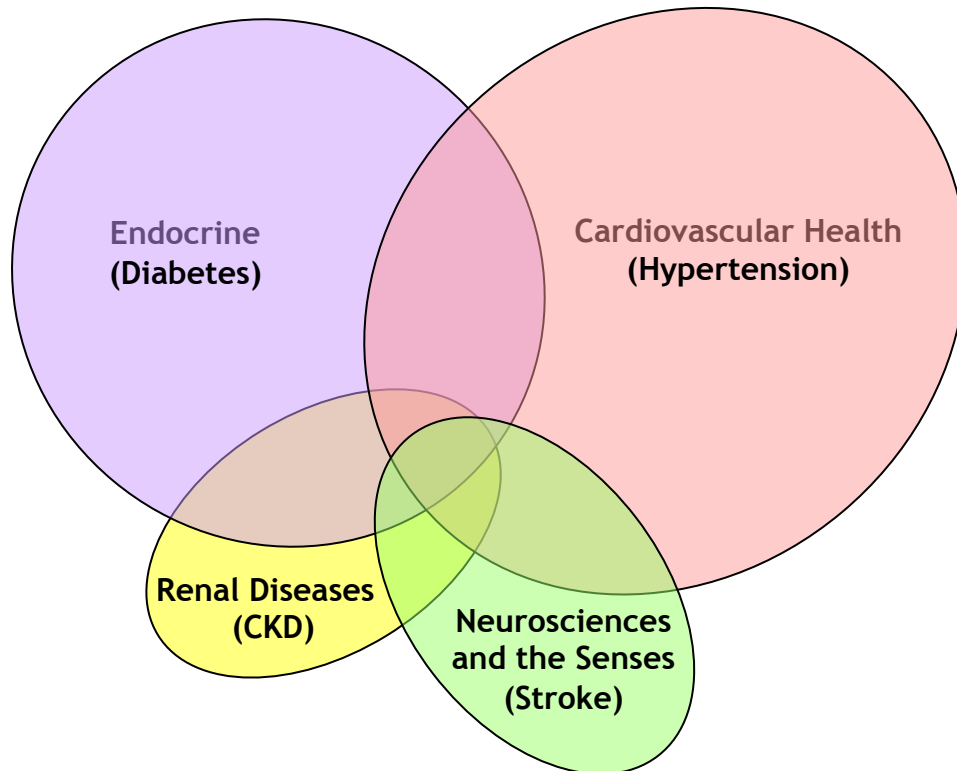 Endocrine
(Diabetes)
Cardiovascular Health
(Hypertension)
Renal Diseases
(CKD)
Neurosciences
and the Senses
(Stroke)